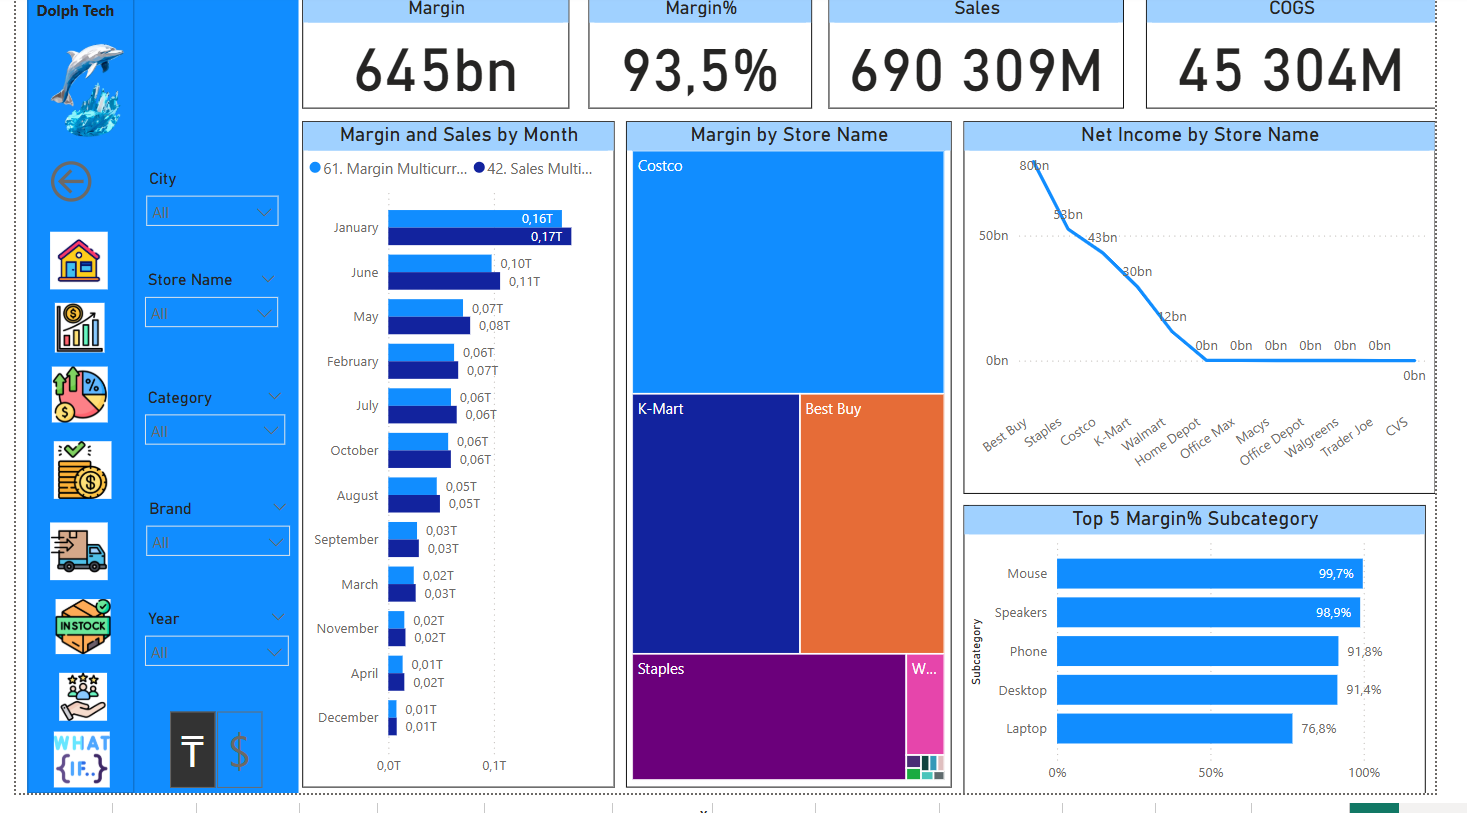 Dolph Tech
Margin
645bn
Margin%
93,5%
Sales
690 309M
COGS
45 304M
City
All
Store Name
All
Category
All
Brand
All
Year
All
IN STOCK
WHAT
{IF..}
₸
$
Margin and Sales by Month
61. Margin Multicurr...
42. Sales Multi...
January
0,16T
0,17T
June
0,10T
0,11T
May
0,07T
0,08T
February
0,06T
0,07T
July
0,06T
0,06T
October
0,06T
0,06T
August
0,05T
0,05T
September
0,03T
0,03T
March
0,02T
0,03T
November
0,02T
0,02T
April
0,01T
0,02T
December
0,01T
0,01T
0,0T
0,1T
Margin by Store Name
Costco
K-Mart
Best Buy
Staples
W...
Net Income by Store Name
80bn
53bn
50bn
43bn
30bn
12bn
0bn
0bn
0bn
0bn
0bn
0bn
0bn
0bn
Best Buy
Staples
Costco
K-Mart
Walmart
Home Depot
Office Max
Macys
Office Depot
Walgreens
Trader Joe
CVS
Top 5 Margin% Subcategory
Subcategory
Mouse
99,7%
Speakers
98,9%
Phone
91,8%
Desktop
91,4%
Laptop
76,8%
0%
50%
100%